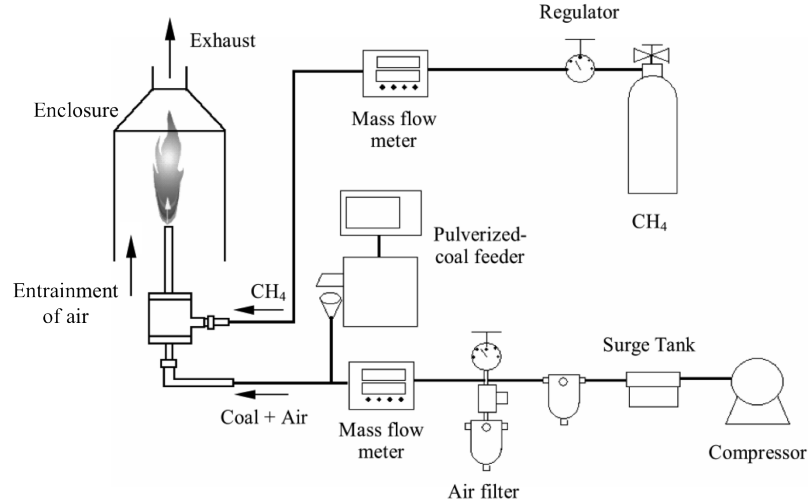 Regulator
Exhaust
Enclosure
Mass flow
meter
CH₄
Pulverized-
coal feeder
Entrainment
of air
CH₄
Surge Tank
Coal + Air
Mass flow
meter
Compressor
Air filter